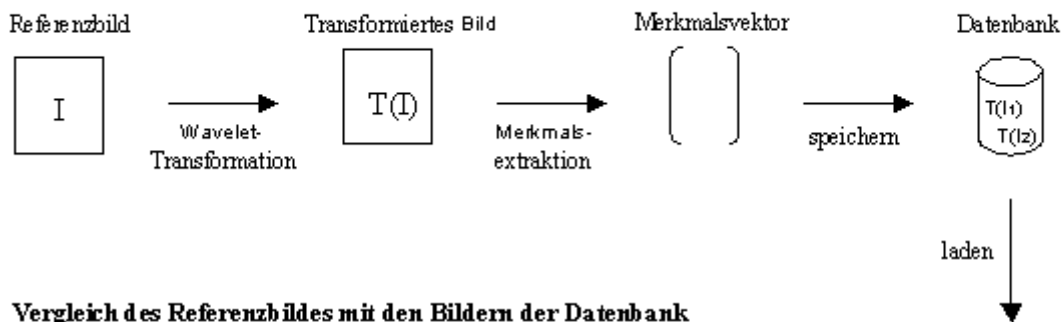 Referenzbild
Transformiertes Bild
Merkmalsvektor
Datenbank
I
Wavelet-
Transformation
T(I)
Merkmals-
extraktion
speichern
T(I1)
T(I2)
laden
Vergleich des Referenzbildes mit den Bildern der Datenbank